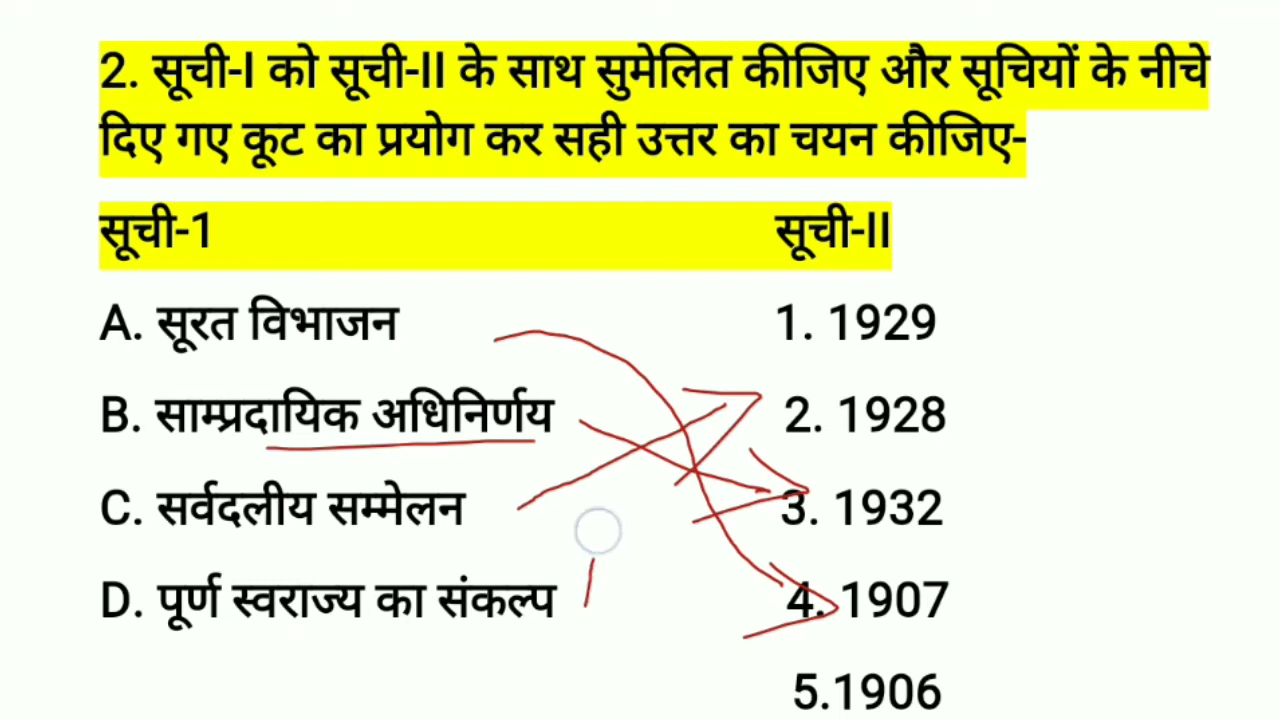 2. सूची-I को सूची-II के साथ सुमेलित कीजिए और सूचियों के नीचे
दिए गए कूट का प्रयोग कर सही उत्तर का चयन कीजिए-
सूची-1 सूची-II
A. सूरत विभाजन 1. 1929
B. साम्प्रदायिक अधिनिर्णय 2. 1928
C. सर्वदलीय सम्मेलन 3. 1932
D. पूर्ण स्वराज्य का संकल्प 4. 1907
5.1906